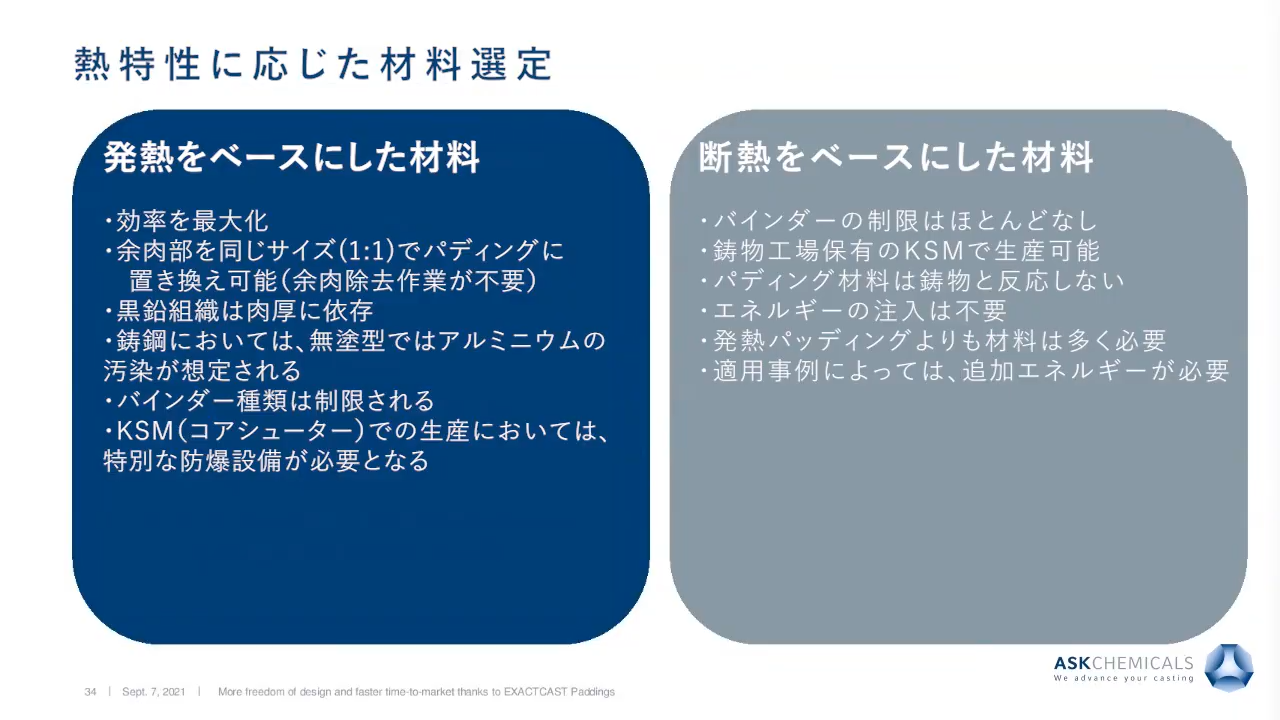 熱特性に応じた材料選定
発熱をベースにした材料
・効率を最大化
・余肉部を同じサイズ(1:1)でパディングに
置き換え可能(余肉除去作業が不要)
・黒鉛組織は肉厚に依存
・鋳鋼においては、無塗型ではアルミニウムの
汚染が想定される
・バインダー種類は制限される
・KSM(コアシューター)での生産においては、
特別な防爆設備が必要となる
断熱をベースにした材料
・バインダーの制限はほとんどなし
・鋳物工場保有のKSMで生産可能
・パディング材料は鋳物と反応しない
・エネルギーの注入は不要
・発熱パッディングよりも材料は多く必要
・適用事例によっては、追加エネルギーが必要
34 | Sept. 7, 2021 | More freedom of design and faster time-to-market thanks to EXACTCAST Paddings
ASKCHEMICALS
We advance your casting